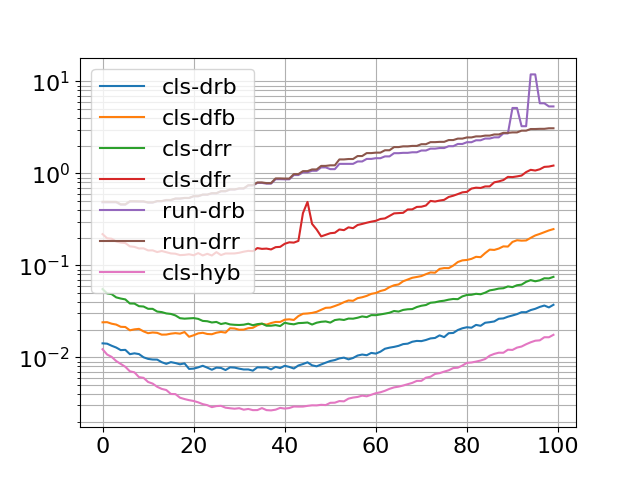 10¹
10⁰
10⁻¹
10⁻²
cls-drb
cls-dfb
cls-drr
cls-dfr
run-drb
run-drr
cls-hyb
0
20
40
60
80
100